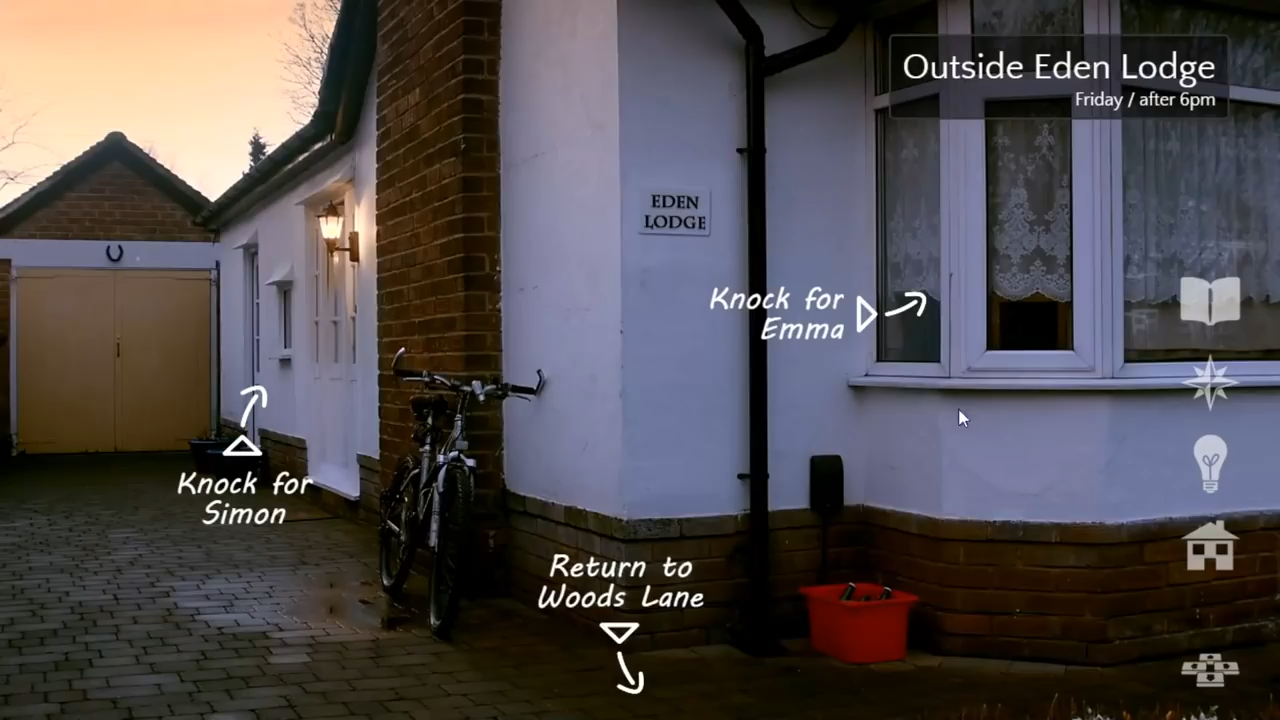 Outside Eden Lodge
Friday / after 6pm
EDEN
LODGE
Knock for
Emma
Knock for
Simon
Return to
Woods Lane